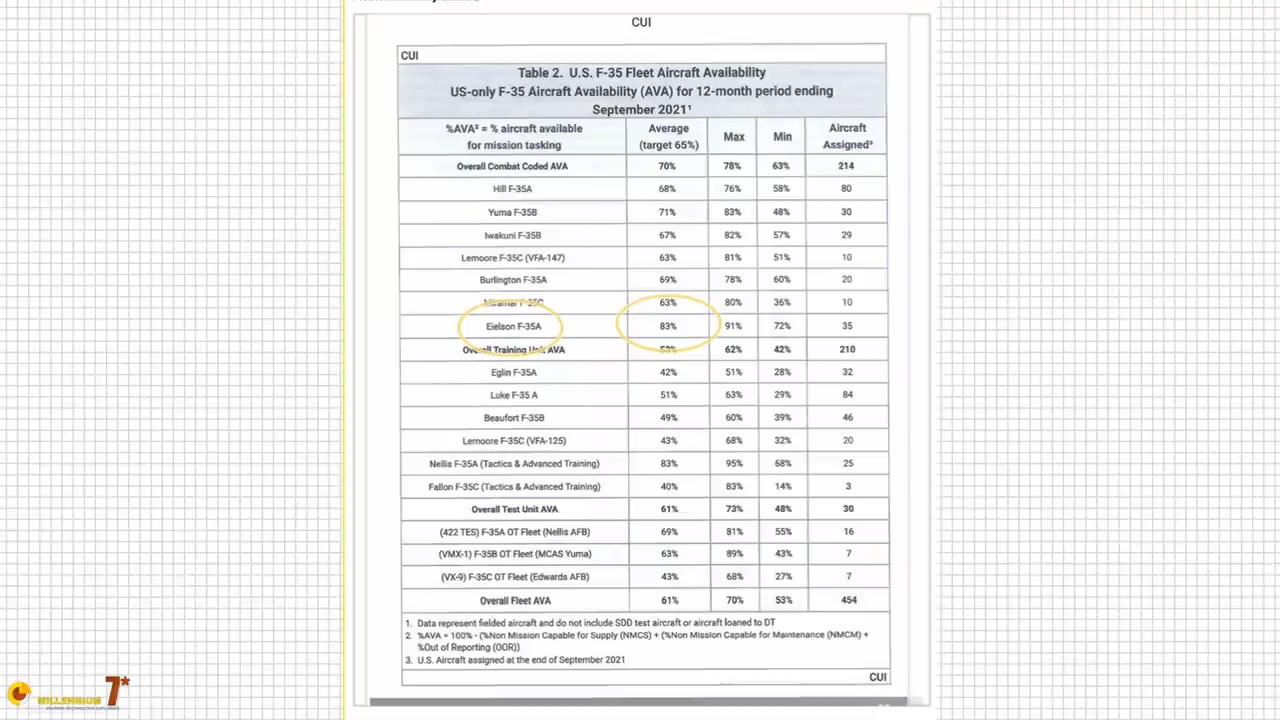 CUI
CUI
Table 2. U.S. F-35 Fleet Aircraft Availability
US-only F-35 Aircraft Availability (AVA) for 12-month period ending
September 2021¹
%AVA² = % aircraft available
for mission tasking
Average
(target 65%)
Max
Min
Aircraft
Assigned³
Overall Combat Coded AVA 70% 78% 63% 214
Hill F-35A 68% 76% 58% 80
Yuma F-35B 71% 83% 48% 30
Iwakuni F-35B 67% 82% 57% 29
Lemoore F-35C (VFA-147) 63% 81% 51% 10
Burlington F-35A 69% 78% 60% 20
Miramar F-35C 63% 80% 36% 10
Eielson F-35A 83% 91% 72% 35
Overall Training Unit AVA 62% 42% 210
Eglin F-35A 42% 51% 28% 32
Luke F-35 A 51% 63% 29% 84
Beaufort F-35B 49% 60% 39% 46
Lemoore F-35C (VFA-125) 43% 68% 32% 20
Nellis F-35A (Tactics & Advanced Training) 83% 95% 68% 25
Fallon F-35C (Tactics & Advanced Training) 40% 83% 14% 3
Overall Test Unit AVA 61% 73% 48% 30
(422 TES) F-35A OT Fleet (Nellis AFB) 69% 81% 55% 16
(VMX-1) F-35B OT Fleet (MCAS Yuma) 63% 89% 43% 7
(VX-9) F-35C OT Fleet (Edwards AFB) 43% 68% 27% 7
Overall Fleet AVA 61% 70% 53% 454
1. Data represent fielded aircraft and do not include SDD test aircraft or aircraft loaned to DT
2. %AVA = 100% - (%Non Mission Capable for Supply (NMCS) + (%Non Mission Capable for Maintenance (NMCM) +
%Out of Reporting (OOR))
3. U.S. Aircraft assigned at the end of September 2021
CUI
MILLENNIUM 7*